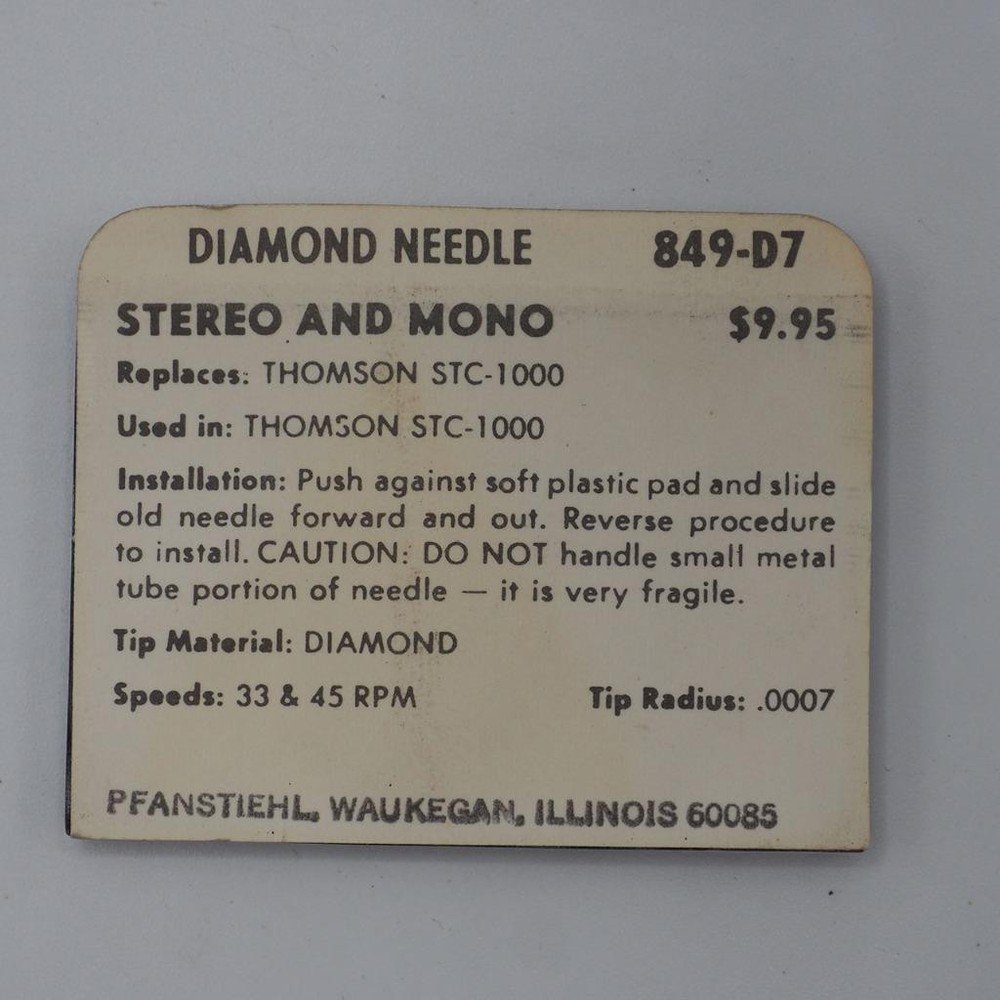 DIAMOND NEEDLE 849-D7
STEREO AND MONO $9.95
Replaces: THOMSON STC-1000
Used in: THOMSON STC-1000
Installation: Push against soft plastic pad and slide
old needle forward and out. Reverse procedure
to install. CAUTION: DO NOT handle small metal
tube portion of needle — it is very fragile.
Tip Material: DIAMOND
Speeds: 33 & 45 RPM Tip Radius: .0007
PFANSTIEHL, WAUKEGAN, ILLINOIS 60085